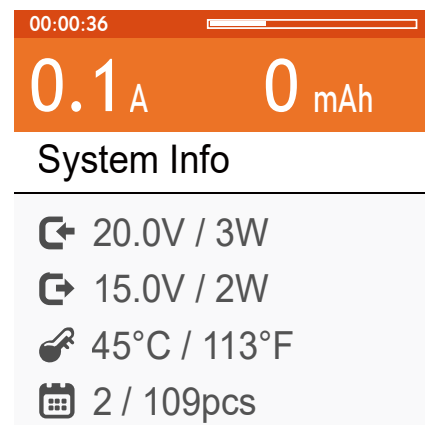 00:00:36
0.1 A 0 mAh
System Info
20.0V / 3W
15.0V / 2W
45°C / 113°F
2 / 109pcs